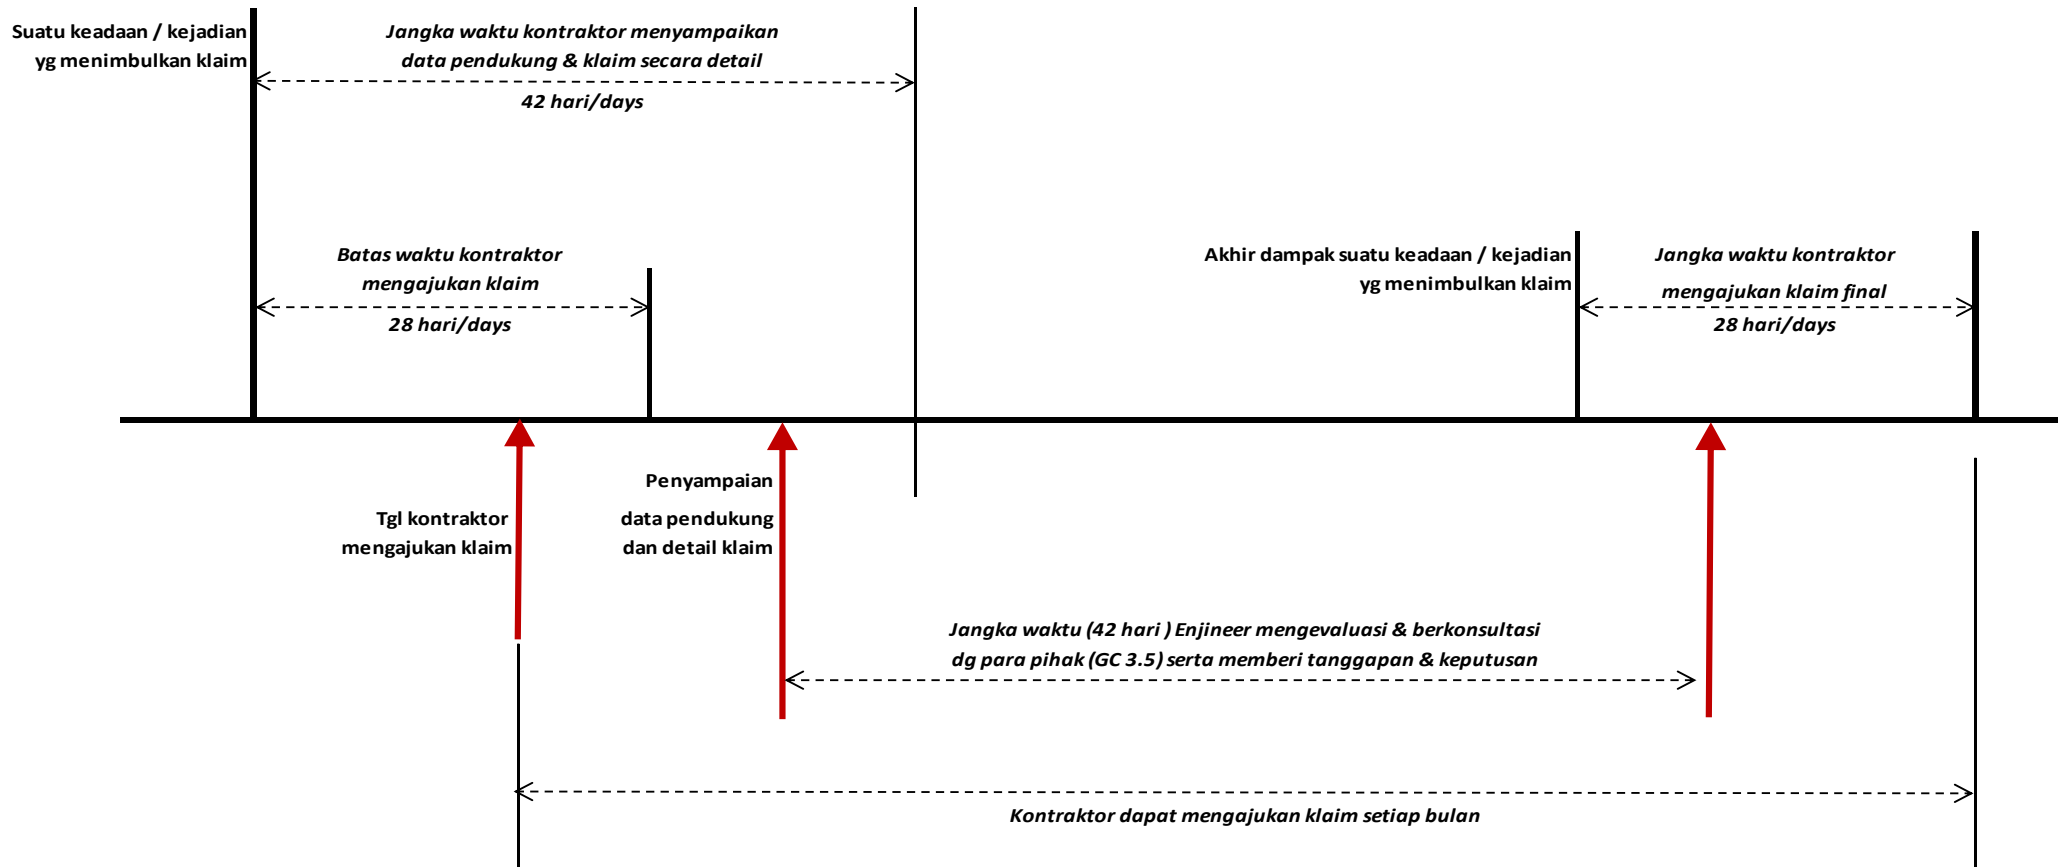 Suatu keadaan / kejadian
yg menimbulkan klaim
Jangka waktu kontraktor menyampaikan
data pendukung & klaim secara detail
42 hari/days
Batas waktu kontraktor
mengajukan klaim
28 hari/days
Akhir dampak suatu keadaan / kejadian
yg menimbulkan klaim
Jangka waktu kontraktor
mengajukan klaim final
28 hari/days
Tgl kontraktor
mengajukan klaim
Penyampaian
data pendukung
dan detail klaim
Jangka waktu (42 hari ) Enjineer mengevaluasi & berkonsultasi
dg para pihak (GC 3.5) serta memberi tanggapan & keputusan
Kontraktor dapat mengajukan klaim setiap bulan